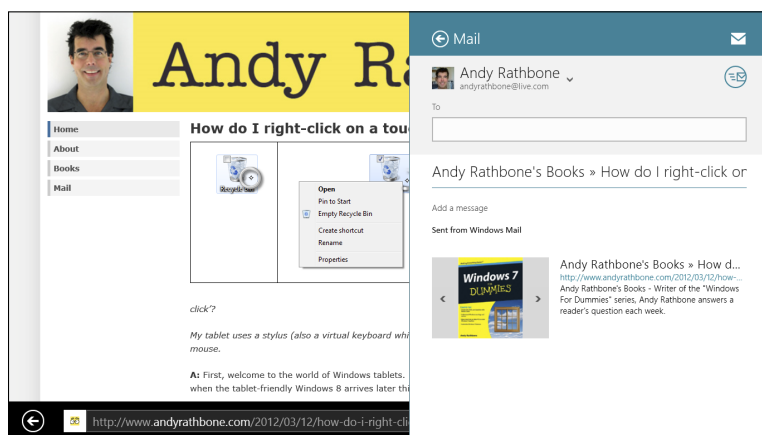 Andy Ra
Home
About
Books
Mail
How do I right-click on a tou
Recycle Bin
Open
Pin to Start
Empty Recycle Bin
Create shortcut
Rename
Properties
click'?
My tablet uses a stylus (also a virtual keyboard whi
mouse.
A: First, welcome to the world of Windows tablets.
when the tablet-friendly Windows 8 arrives later thi
http://www.andyrathbone.com/2012/03/12/how-do-i-right-cli
Mail
Andy Rathbone
andyrathbone@live.com
To
Andy Rathbone's Books » How do I right-click or
Add a message
Sent from Windows Mail
Windows 7
DUMMIES
Andy Rathbone's Books » How d...
http://www.andyrathbone.com/2012/03/12/how-...
Andy Rathbone's Books - Writer of the "Windows
For Dummies" series, Andy Rathbone answers a
reader's question each week.